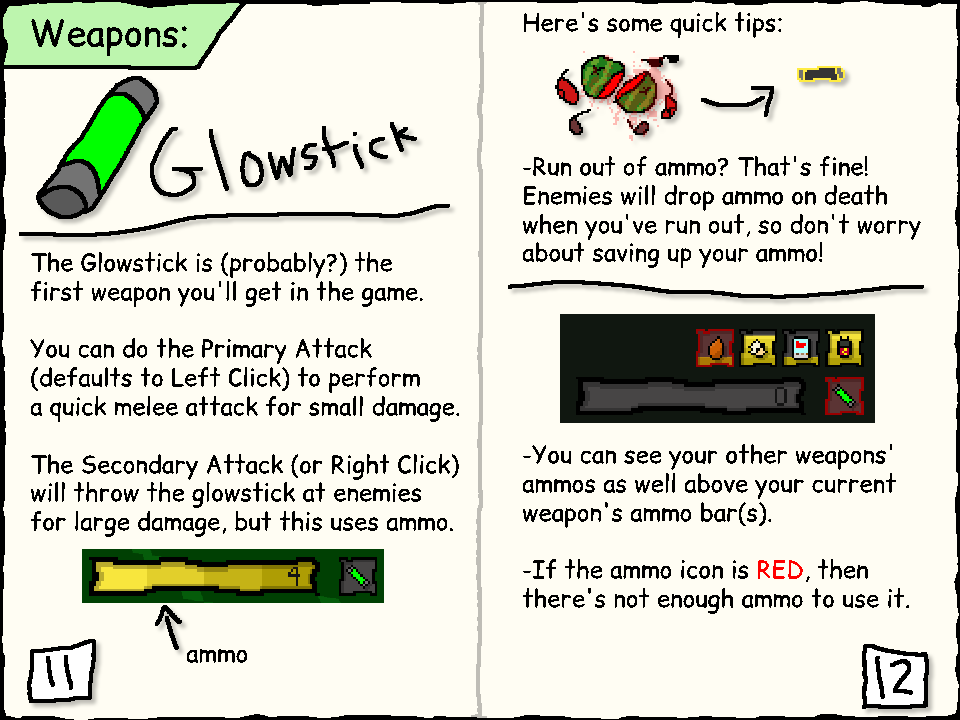 Weapons:
Glowstick
The Glowstick is (probably?) the
first weapon you'll get in the game.
You can do the Primary Attack
(defaults to Left Click) to perform
a quick melee attack for small damage.
The Secondary Attack (or Right Click)
will throw the glowstick at enemies
for large damage, but this uses ammo.
4
ammo
11
Here's some quick tips:
-Run out of ammo? That's fine!
Enemies will drop ammo on death
when you've run out, so don't worry
about saving up your ammo!
0
-You can see your other weapons'
ammos as well above your current
weapon's ammo bar(s).
-If the ammo icon is RED, then
there's not enough ammo to use it.
12